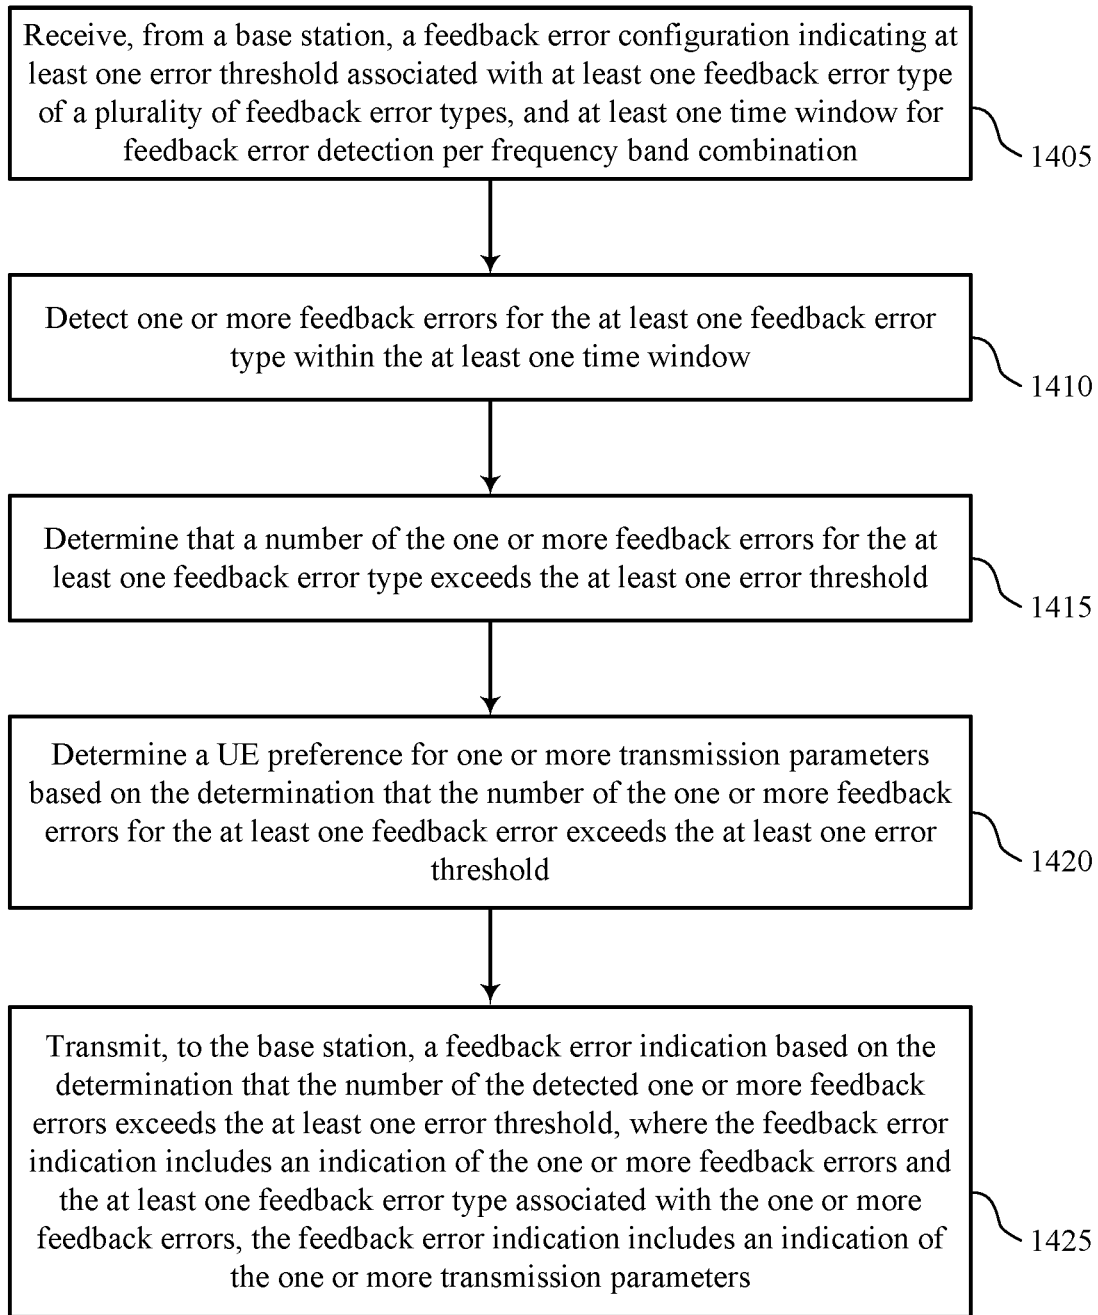 Receive, from a base station, a feedback error configuration indicating at
least one error threshold associated with at least one feedback error type
of a plurality of feedback error types, and at least one time window for
feedback error detection per frequency band combination
1405
Detect one or more feedback errors for the at least one feedback error
type within the at least one time window
1410
Determine that a number of the one or more feedback errors for the at
least one feedback error type exceeds the at least one error threshold
1415
Determine a UE preference for one or more transmission parameters
based on the determination that the number of the one or more feedback
errors for the at least one feedback error exceeds the at least one error
threshold
1420
Transmit, to the base station, a feedback error indication based on the
determination that the number of the detected one or more feedback
errors exceeds the at least one error threshold, where the feedback error
indication includes an indication of the one or more feedback errors and
the at least one feedback error type associated with the one or more
feedback errors, the feedback error indication includes an indication of
the one or more transmission parameters
1425